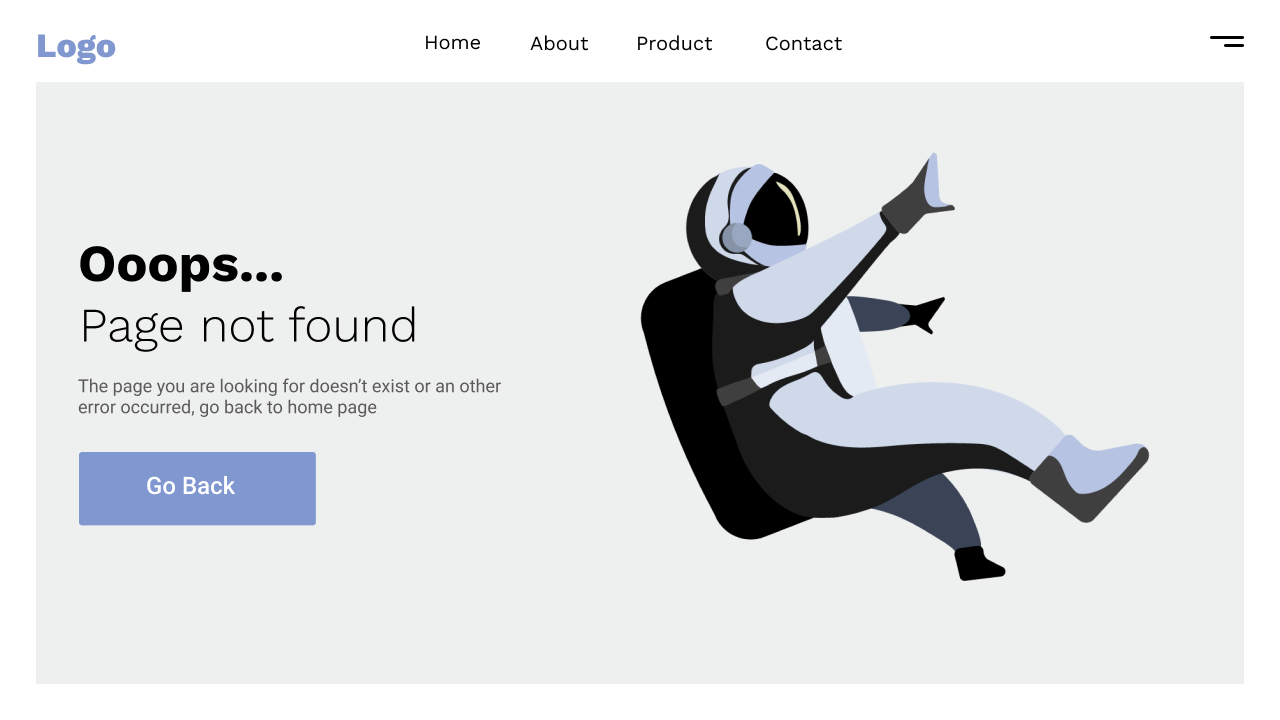 Logo
Home About Product Contact
Ooops...
Page not found
The page you are looking for doesn’t exist or an other
error occurred, go back to home page
Go Back